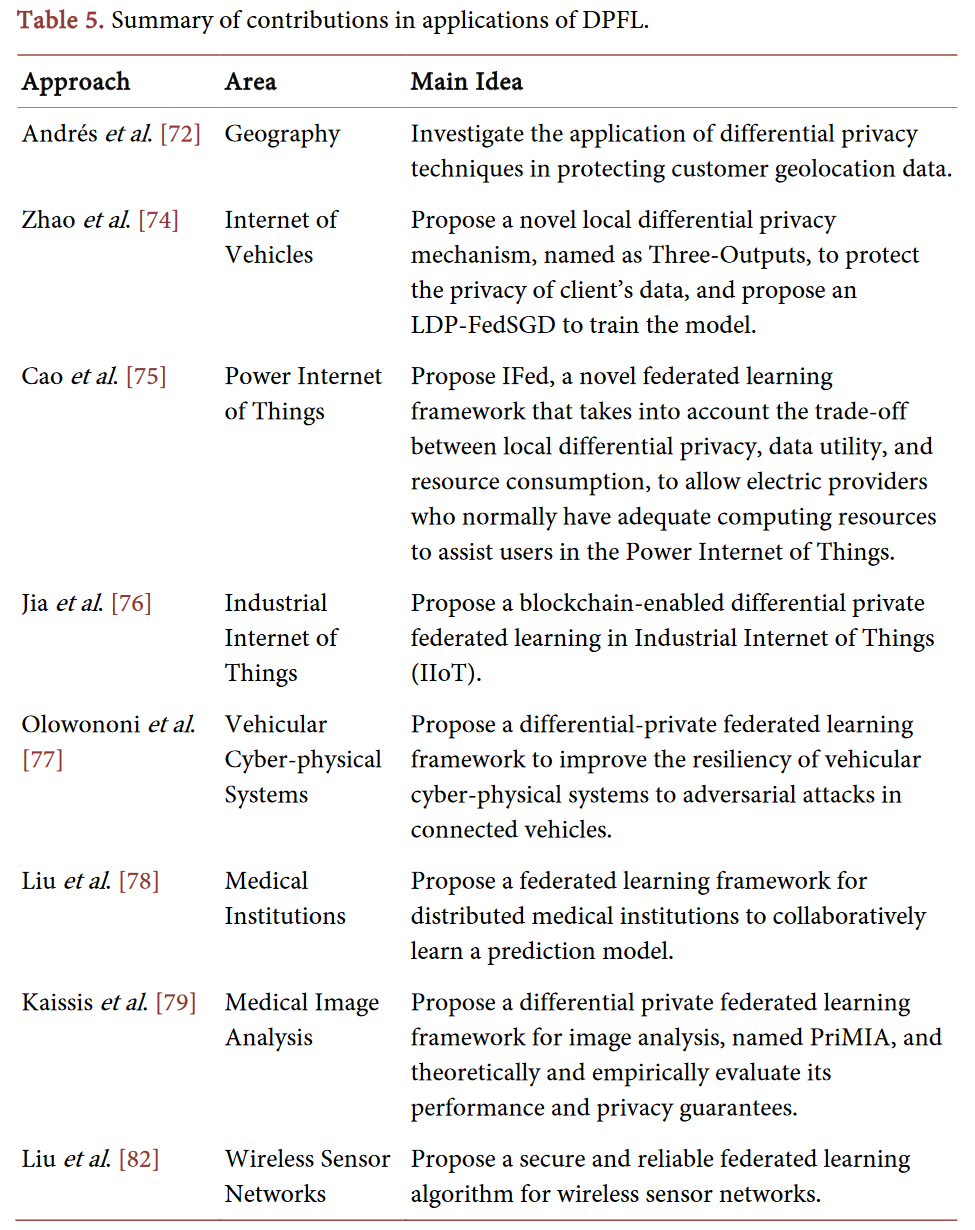 Table 5. Summary of contributions in applications of DPFL.
Approach Area Main Idea
Andrés et al. [72] Geography Investigate the application of differential privacy
techniques in protecting customer geolocation data.
Zhao et al. [74] Internet of Propose a novel local differential privacy
Vehicles mechanism, named as Three-Outputs, to protect
the privacy of client's data, and propose an
LDP-FedSGD to train the model.
Cao et al. [75] Power Internet Propose IFed, a novel federated learning
of Things framework that takes into account the trade-off
between local differential privacy, data utility, and
resource consumption, to allow electric providers
who normally have adequate computing resources
to assist users in the Power Internet of Things.
Jia et al. [76] Industrial Propose a blockchain-enabled differential private
Internet of federated learning in Industrial Internet of Things
Things (IIoT).
Olowononi et al. Vehicular Propose a differential-private federated learning
[77] Cyber-physical framework to improve the resiliency of vehicular
Systems cyber-physical systems to adversarial attacks in
connected vehicles.
Liu et al. [78] Medical Propose a federated learning framework for
Institutions distributed medical institutions to collaboratively
learn a prediction model.
Kaissis et al. [79] Medical Image Propose a differential private federated learning
Analysis framework for image analysis, named PriMIA, and
theoretically and empirically evaluate its
performance and privacy guarantees.
Liu et al. [82] Wireless Sensor Propose a secure and reliable federated learning
Networks algorithm for wireless sensor networks.